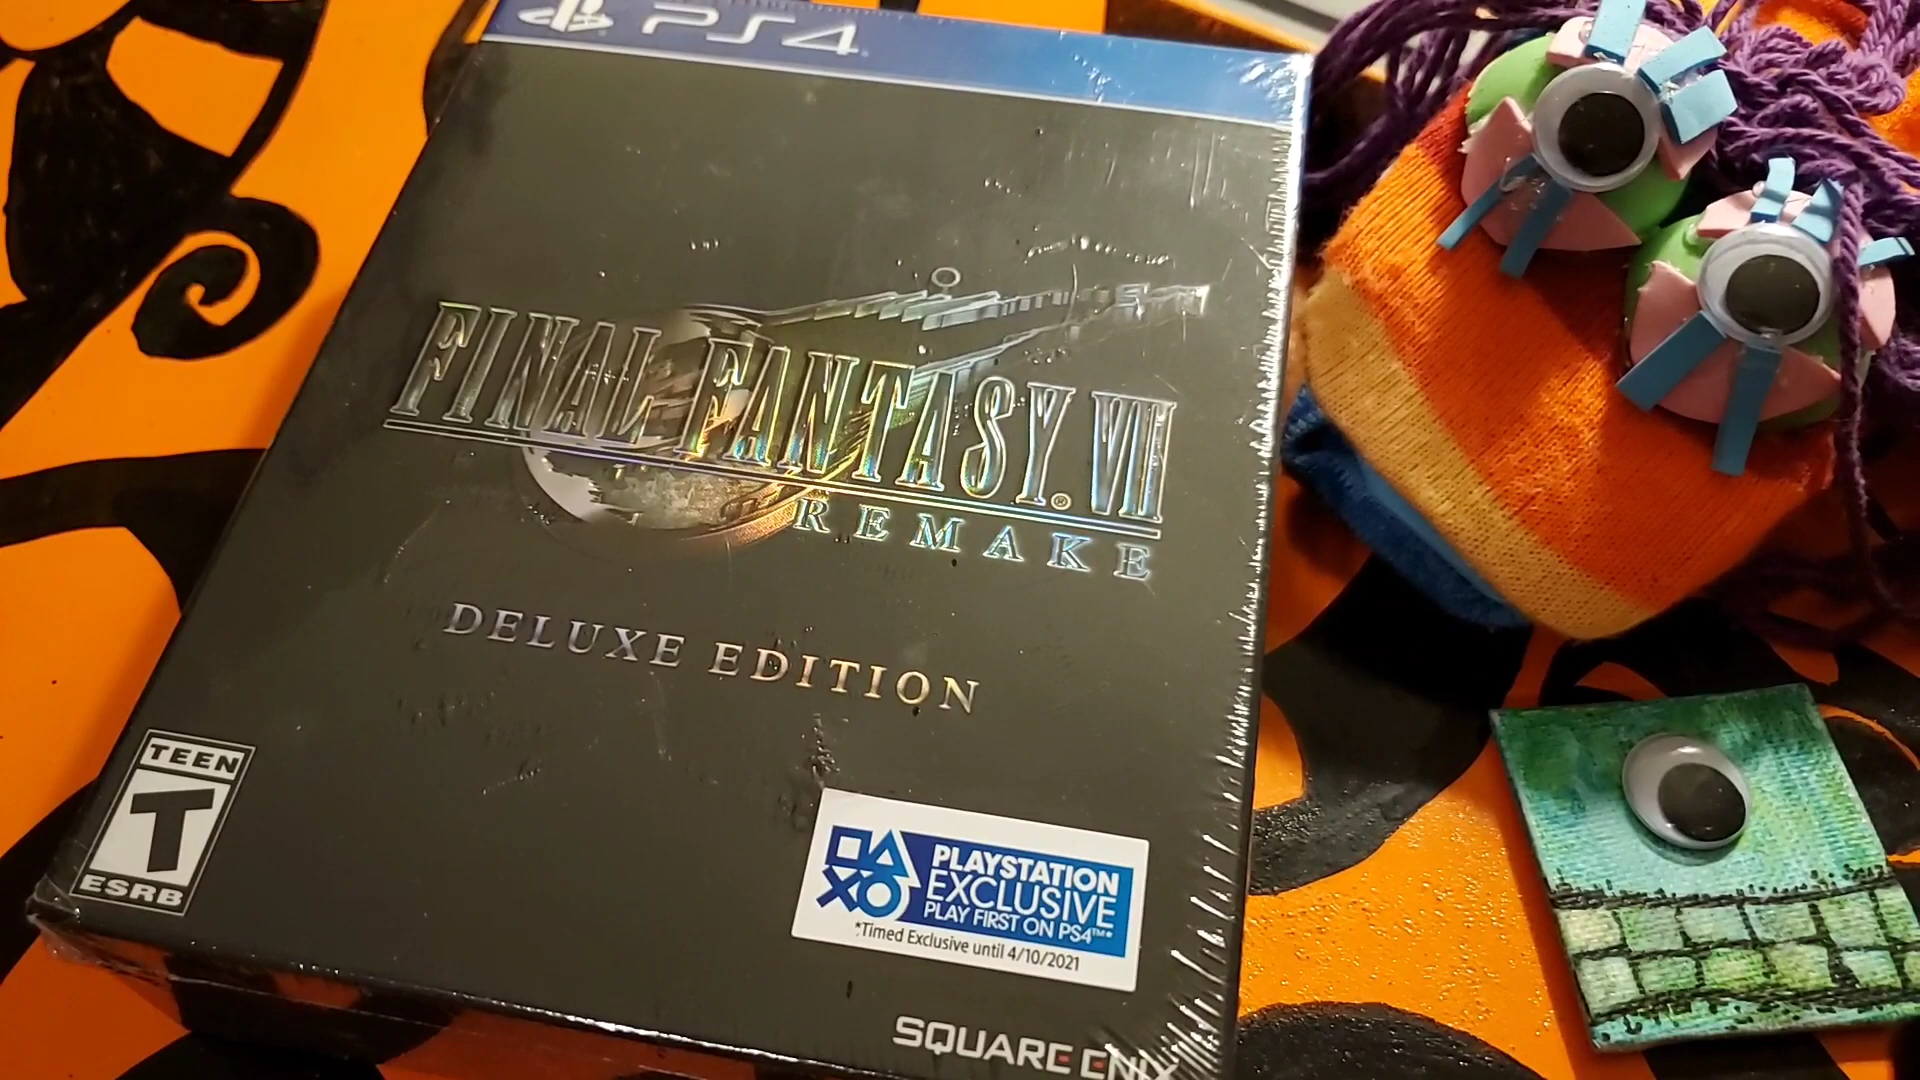 PS4
FINAL FANTASY® VII
REMAKE
DELUXE EDITION
TEEN
T
ESRB
PLAYSTATION
EXCLUSIVE
PLAY FIRST ON PS4™*
*Timed Exclusive until 4/10/2021
SQUARE ENIX